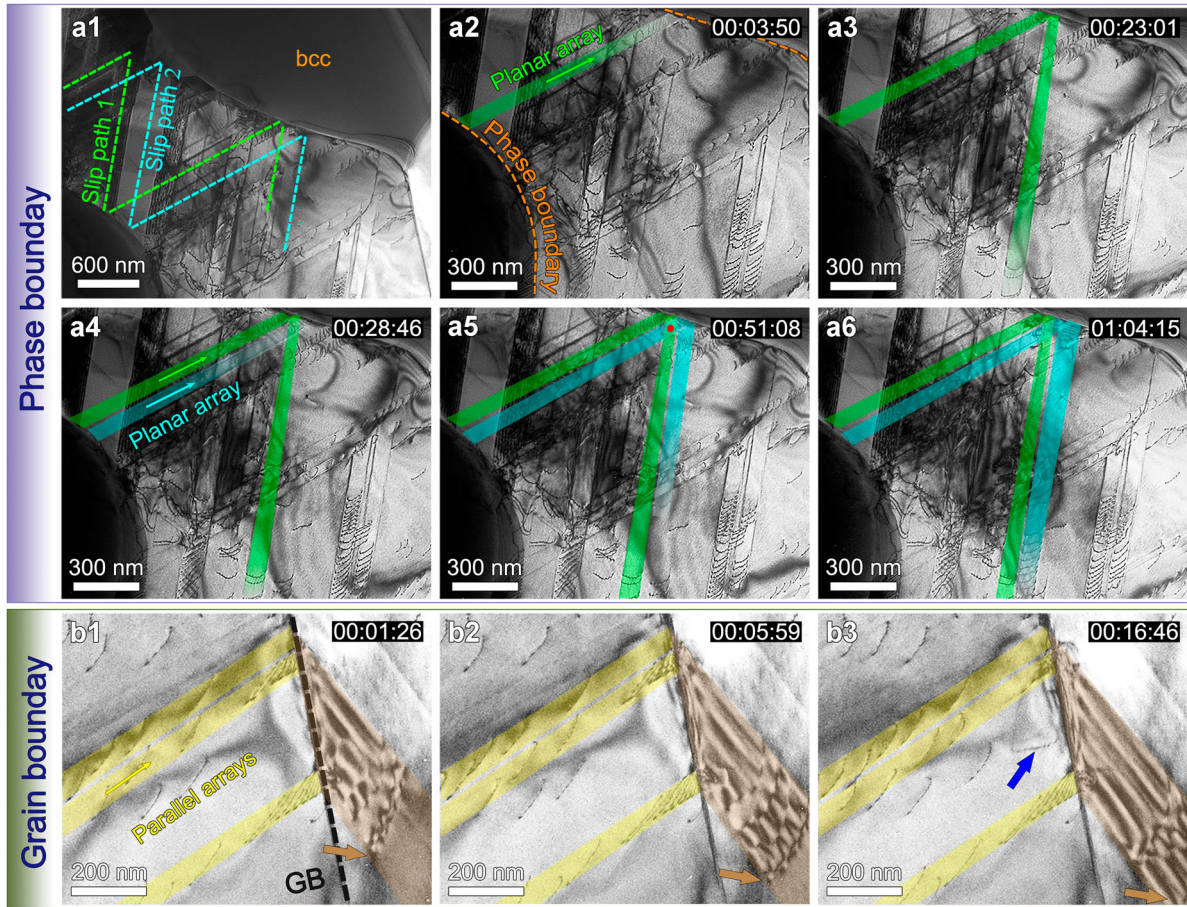 Phase boundary
a1
bcc
Slip path 1
Slip path 2
600 nm
a2
00:03:50
Planar array
Phase boundary
300 nm
a3
00:23:01
300 nm
a4
00:28:46
Planar array
300 nm
a5
00:51:08
300 nm
a6
01:04:15
300 nm
Grain boundary
b1
00:01:26
Parallel arrays
200 nm
GB
b2
00:05:59
200 nm
b3
00:16:46
200 nm